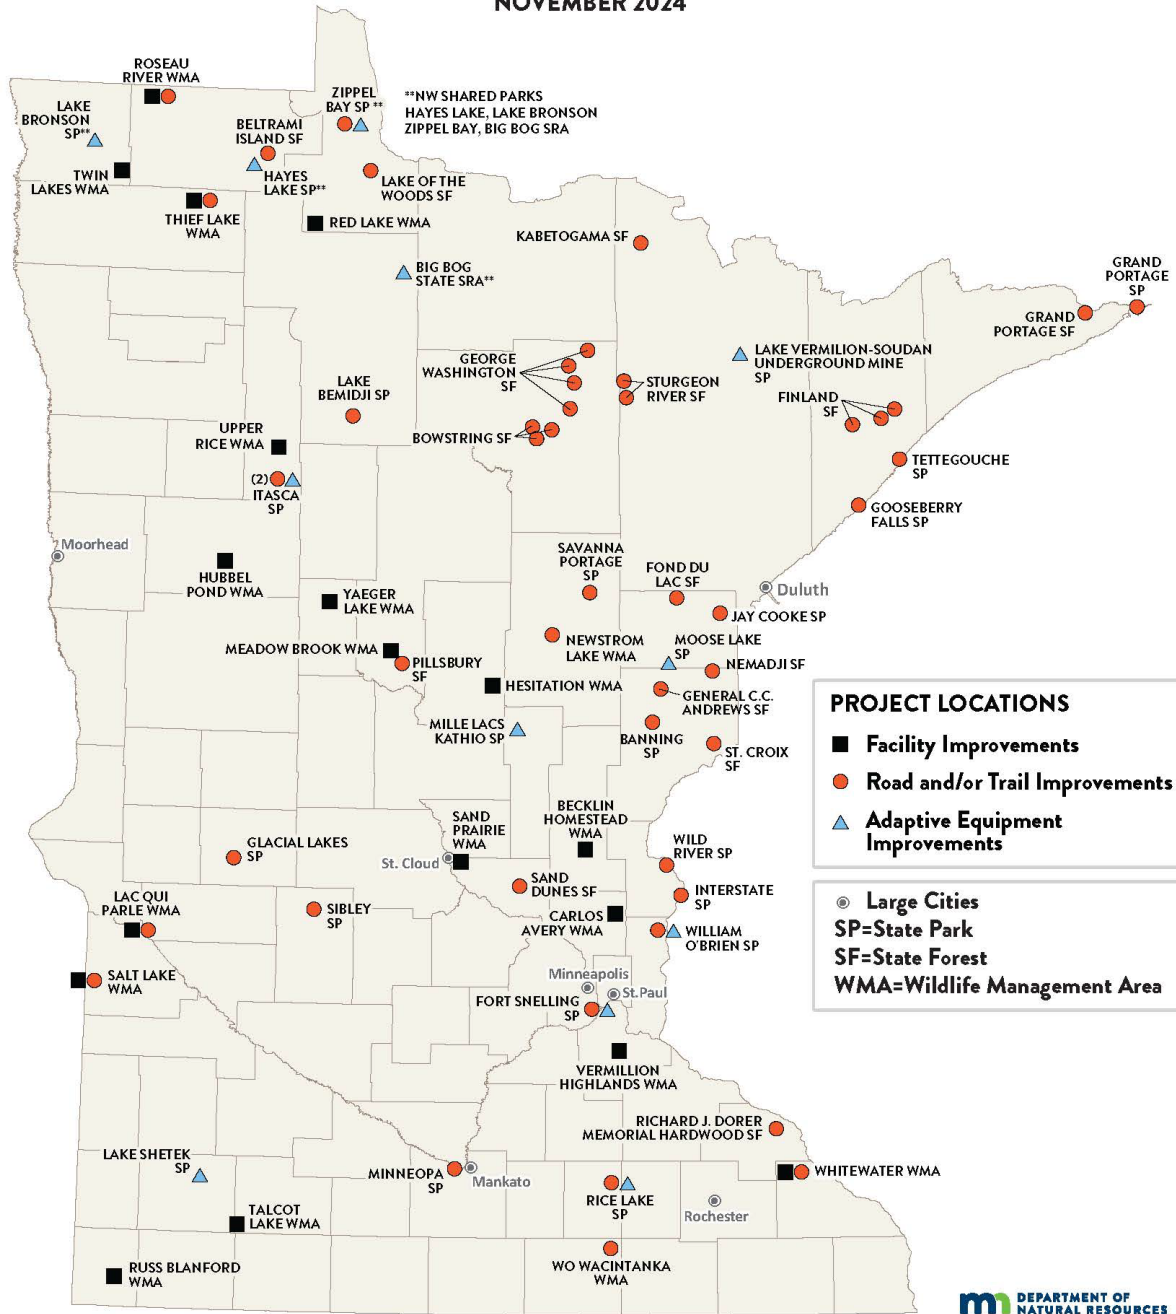 NOVEMBER 2024
ROSEAU
RIVER WMA
LAKE
BRONSON
SP**
ZIPPEL
BAY SP **
**NW SHARED PARKS
HAYES LAKE, LAKE BRONSON
ZIPPEL BAY, BIG BOG SRA
BELTRAMI
ISLAND SF
TWIN
LAKES WMA
HAYES
LAKE SP**
LAKE OF THE
WOODS SF
THIEF LAKE
WMA
RED LAKE WMA
KABETOGAMA SF
BIG BOG
STATE SRA**
GRAND
PORTAGE
SP
GRAND
PORTAGE SF
GEORGE
WASHINGTON
SF
LAKE VERMILION-SOUDAN
UNDERGROUND MINE
SP
LAKE
BEMIDJI SP
STURGEON
RIVER SF
FINLAND
SF
UPPER
RICE WMA
BOWSTRING SF
TETTEGOUCHE
SP
(2)
ITASCA
SP
GOOSEBERRY
FALLS SP
Moorhead
HUBBEL
POND WMA
SAVANNA
PORTAGE
SP
FOND DU
LAC SF
Duluth
YAEGER
LAKE WMA
JAY COOKE SP
MEADOW BROOK WMA
PILLSBURY
SF
NEWSTROM
LAKE WMA
MOOSE LAKE
SP
NEMADJI SF
HESITATION WMA
GENERAL C.C.
ANDREWS SF
MILLE LACS
KATHIO SP
BANNING
SP
ST. CROIX
SF
PROJECT LOCATIONS
Facility Improvements
Road and/or Trail Improvements
Adaptive Equipment
Improvements
Large Cities
SP=State Park
SF=State Forest
WMA=Wildlife Management Area
GLACIAL LAKES
SP
SAND
PRAIRIE
WMA
St. Cloud
BECKLIN
HOMESTEAD
WMA
WILD
RIVER SP
SAND
DUNES SF
INTERSTATE
SP
LAC QUI
PARLE WMA
SIBLEY
SP
CARLOS
AVERY WMA
WILLIAM
O'BRIEN SP
SALT LAKE
WMA
Minneapolis
St.Paul
FORT SNELLING
SP
VERMILLION
HIGHLANDS WMA
RICHARD J. DORER
MEMORIAL HARDWOOD SF
LAKE SHETEK
SP
MINNEOPA
SP
Mankato
WHITEWATER WMA
RICE LAKE
SP
Rochester
TALCOT
LAKE WMA
RUSS BLANFORD
WMA
WO WACINTANKA
WMA
DEPARTMENT OF
NATURAL RESOURCES